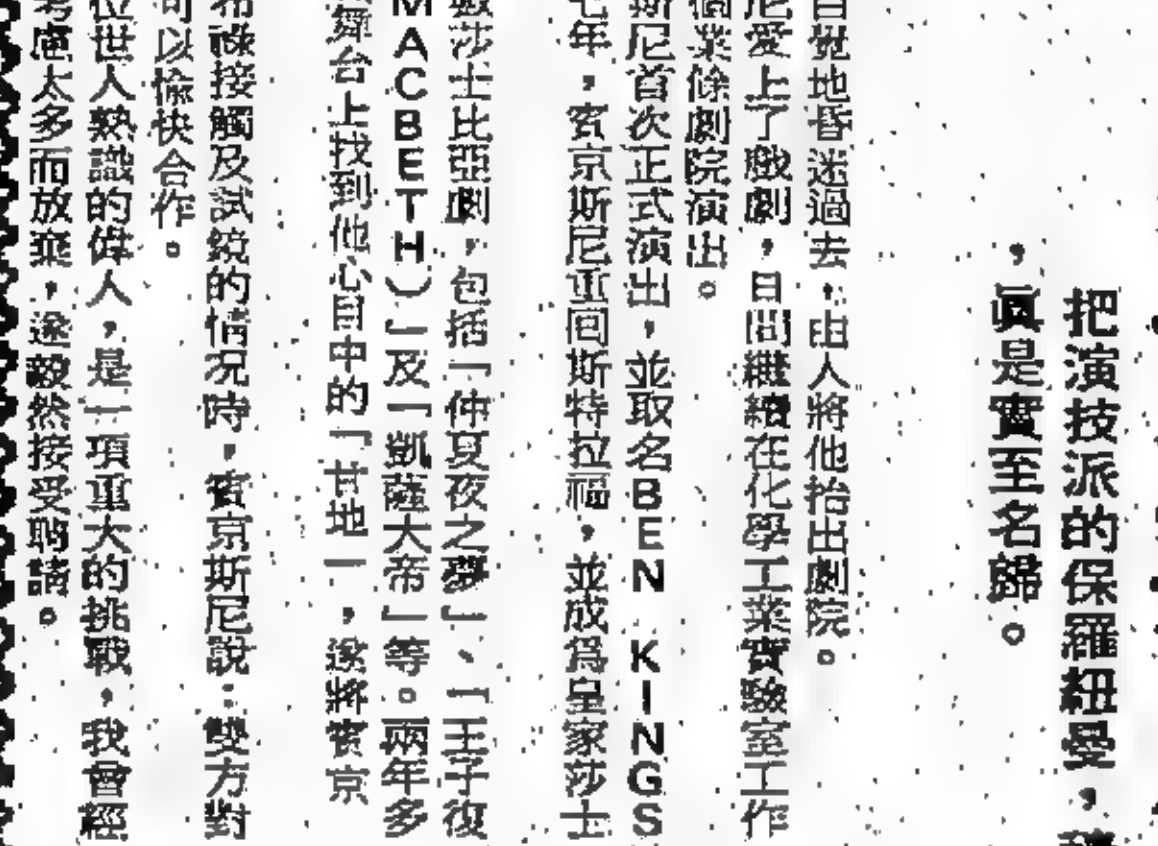 把演技派的保羅紐曼，
，眞是實至名歸。
自覺地昏迷過去，由人將他抬出劇院。
尼愛上了戲劇，日間繼續在化學工業實驗室工作
個業餘劇院演出。
斯尼首次正式演出，並取名BEN KINGS
七年，賓京斯尼重回斯特拉福，並成爲皇家莎士
數莎士比亞劇，包括「仲夏夜之夢」、「王子復
MACBETH）」及「凱薩大帝」等。兩年多
舞台上找到他心目中的「甘地」，遂將賓京
希祿接觸及試鏡的情況時，賓京斯尼說：雙方對
可以愉快合作。
位世人熟識的偉人，是一項重大的挑戰，我曾經
考慮太多而放棄，遂毅然接受聘請。